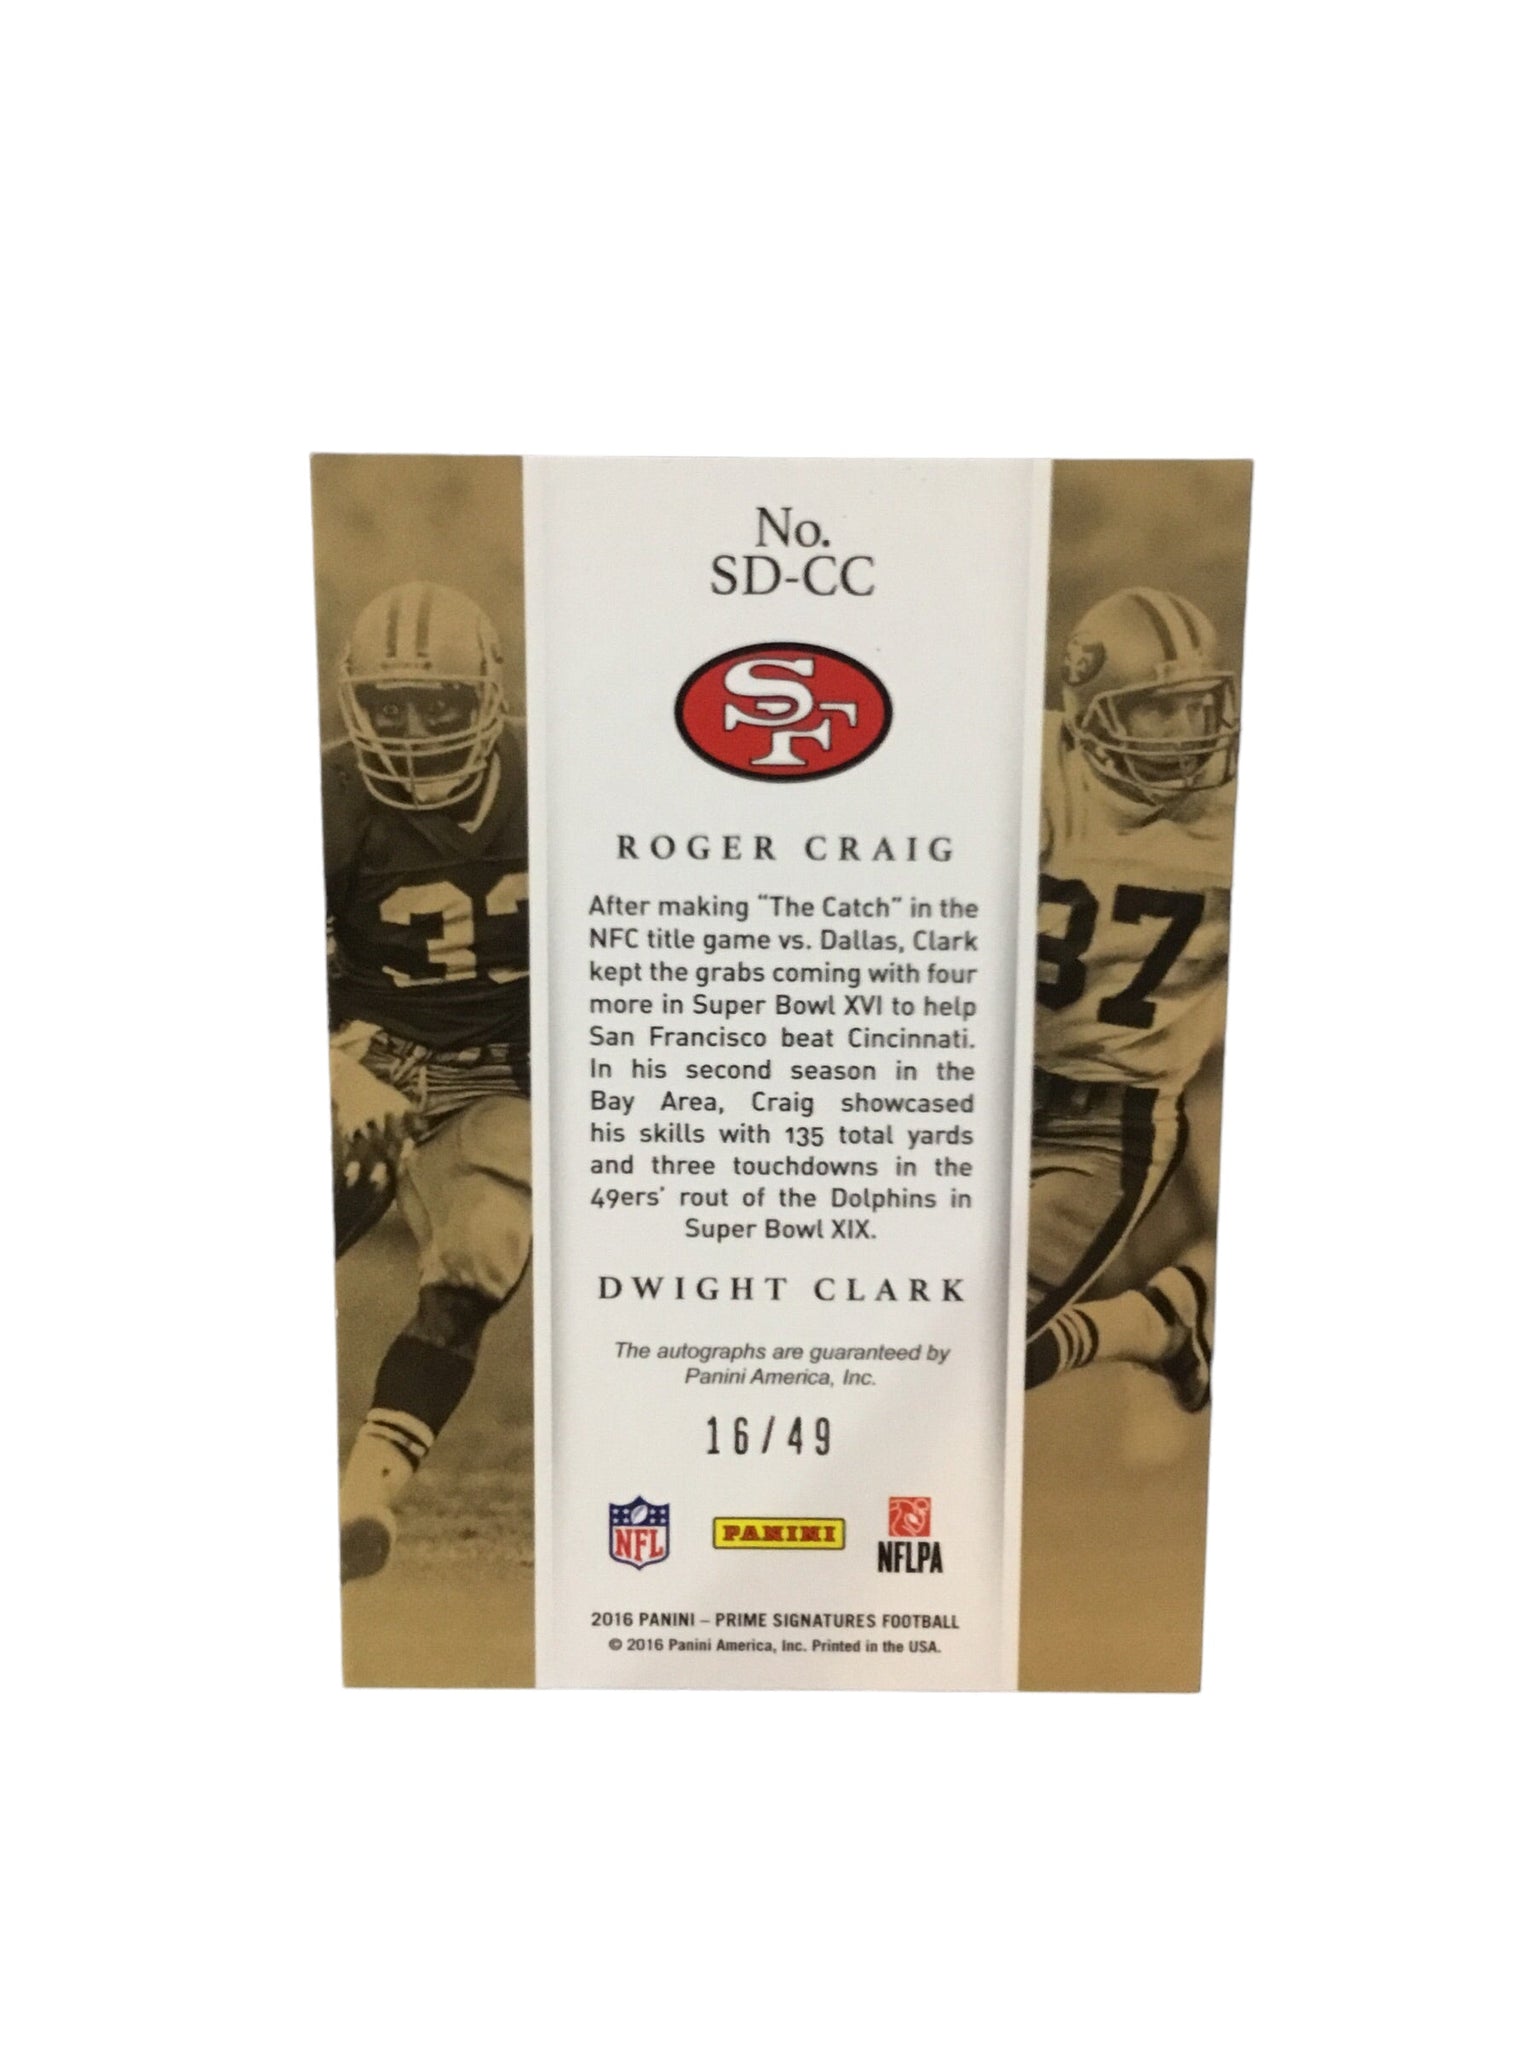 No.
SD-CC
SF
ROGER CRAIG
After making “The Catch” in the
NFC title game vs. Dallas, Clark
kept the grabs coming with four
more in Super Bowl XVI to help
San Francisco beat Cincinnati.
In his second season in the
Bay Area, Craig showcased
his skills with 135 total yards
and three touchdowns in the
49ers’ rout of the Dolphins in
Super Bowl XIX.
DWIGHT CLARK
The autographs are guaranteed by
Panini America, Inc.
16/49
NFL PANINI NFLPA
2016 PANINI – PRIME SIGNATURES FOOTBALL
© 2016 Panini America, Inc. Printed in the USA.
33
87